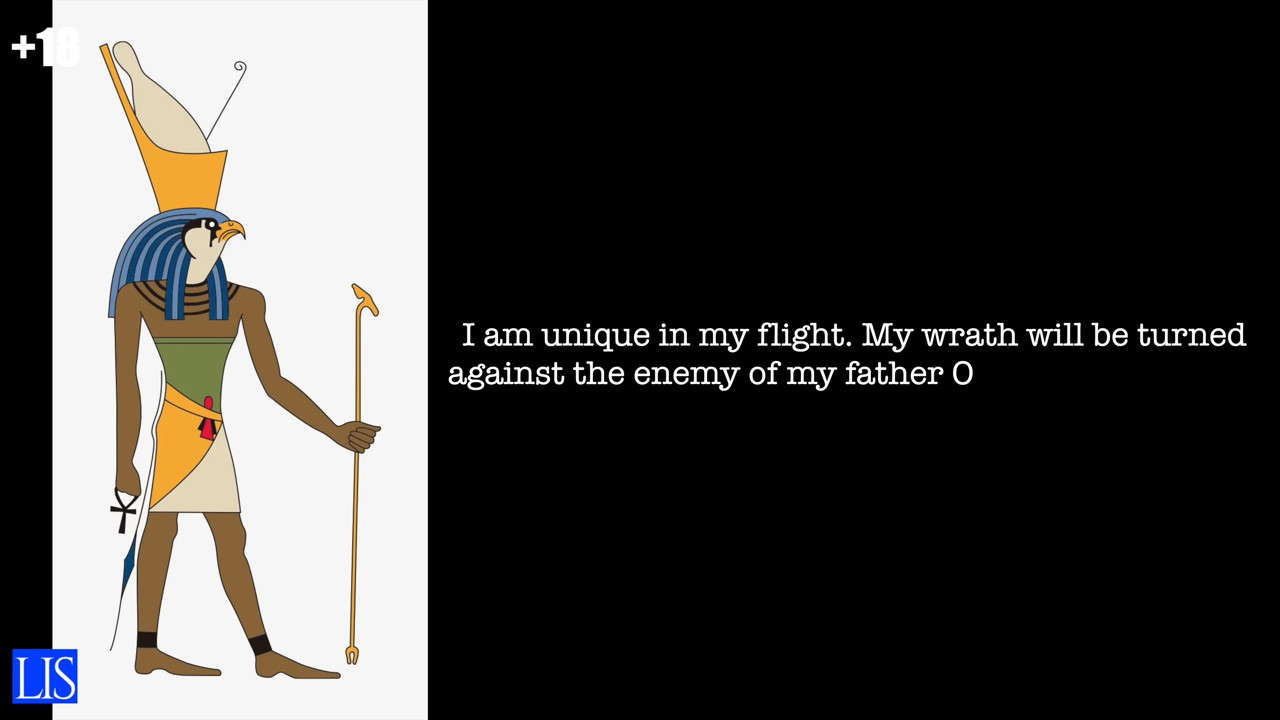 +18
I am unique in my flight. My wrath will be turned
against the enemy of my father O
LIS